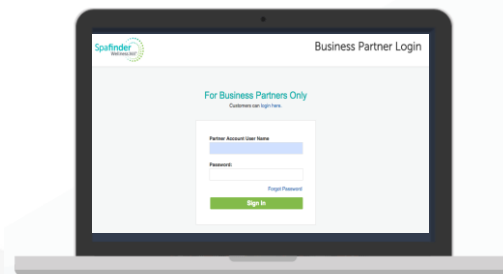 Spafinder
Business Partner Login
For Business Partners Only
Customers can login here.
Partner Account User Name
Password:
Forgot Password
Sign In